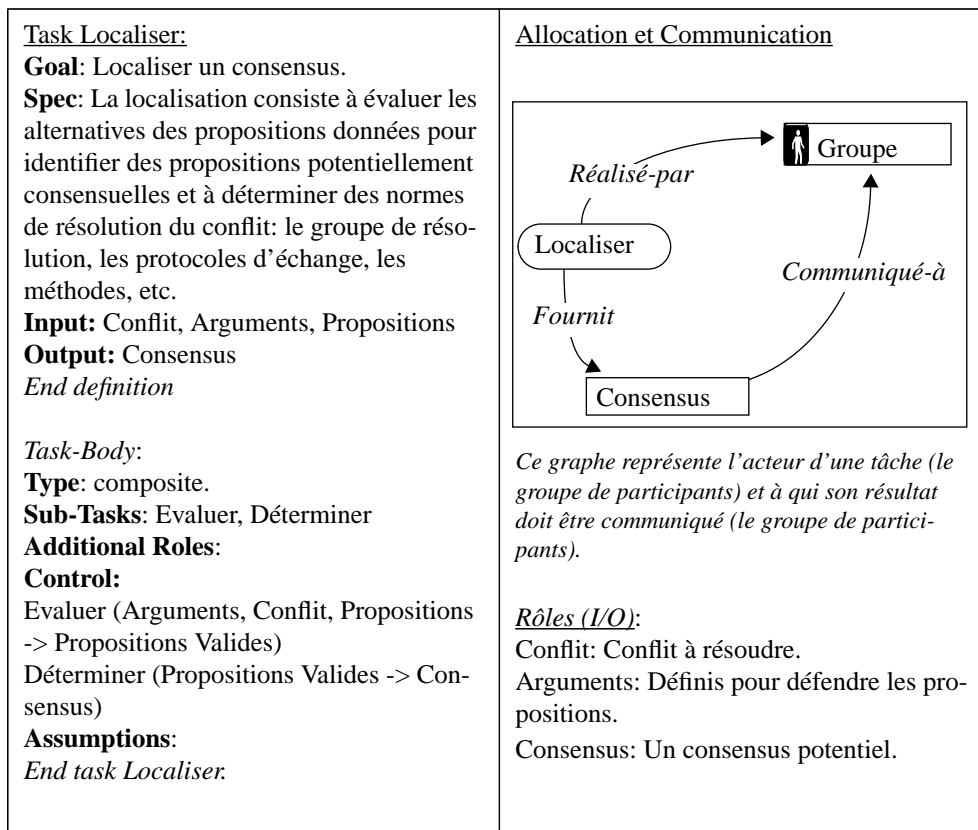 Task Localiser:
Goal: Localiser un consensus.
Spec: La localisation consiste à évaluer les
alternatives des propositions données pour
identifier des propositions potentiellement
consensuelles et à déterminer des normes
de résolution du conflit: le groupe de réso-
lution, les protocoles d'échange, les
méthodes, etc.
Input: Conflit, Arguments, Propositions
Output: Consensus
End definition
Task-Body:
Type: composite.
Sub-Tasks: Evaluer, Déterminer
Additional Roles:
Control:
Evaluer (Arguments, Conflit, Propositions
-> Propositions Valides)
Déterminer (Propositions Valides -> Con-
sensus)
Assumptions:
End task Localiser.
Allocation et Communication
Groupe
Réalisé-par
Localiser
Communiqué-à
Fournit
Consensus
Ce graphe représente l'acteur d'une tâche (le
groupe de participants) et à qui son résultat
doit être communiqué (le groupe de partici-
pants).
Rôles (I/O):
Conflit: Conflit à résoudre.
Arguments: Définis pour défendre les pro-
positions.
Consensus: Un consensus potentiel.